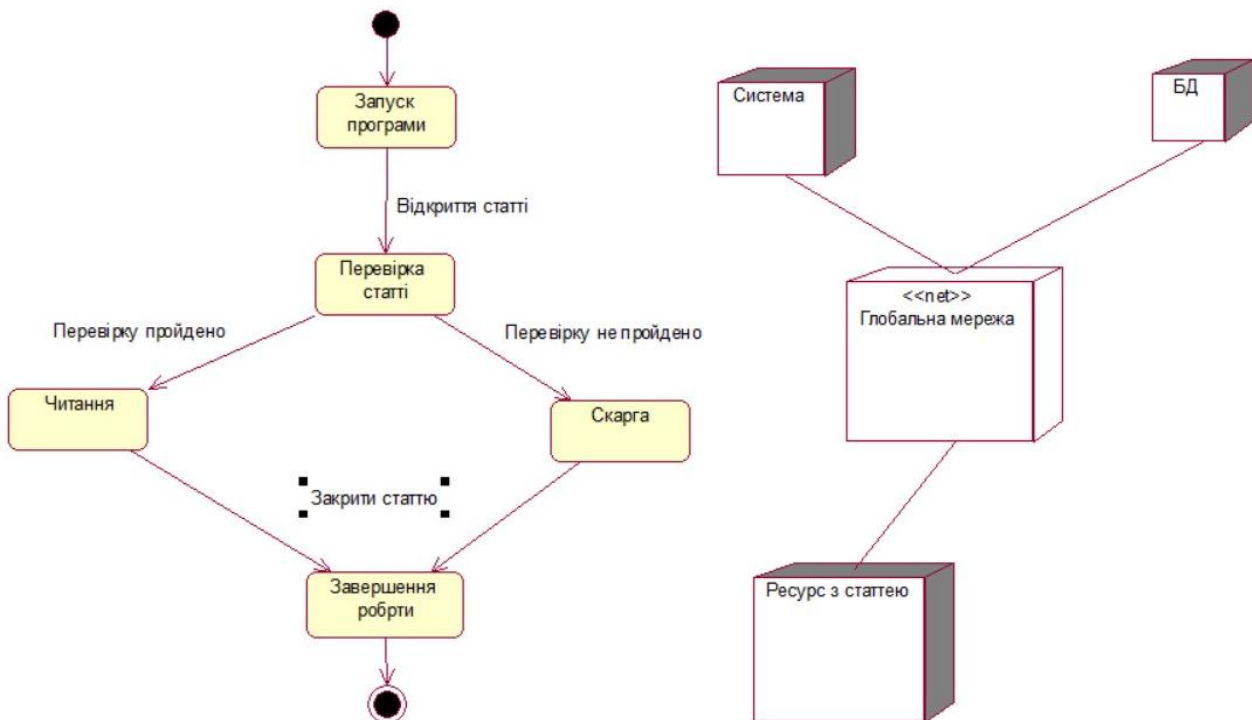 Запуск
програми
Відкриття статті
Перевірка
статті
Перевірку пройдено
Перевірку не пройдено
Читання
Скарга
Закрити статтю
Завершення
робрти
Система
БД
<<net>>
Глобальна мережа
Ресурс з статтею